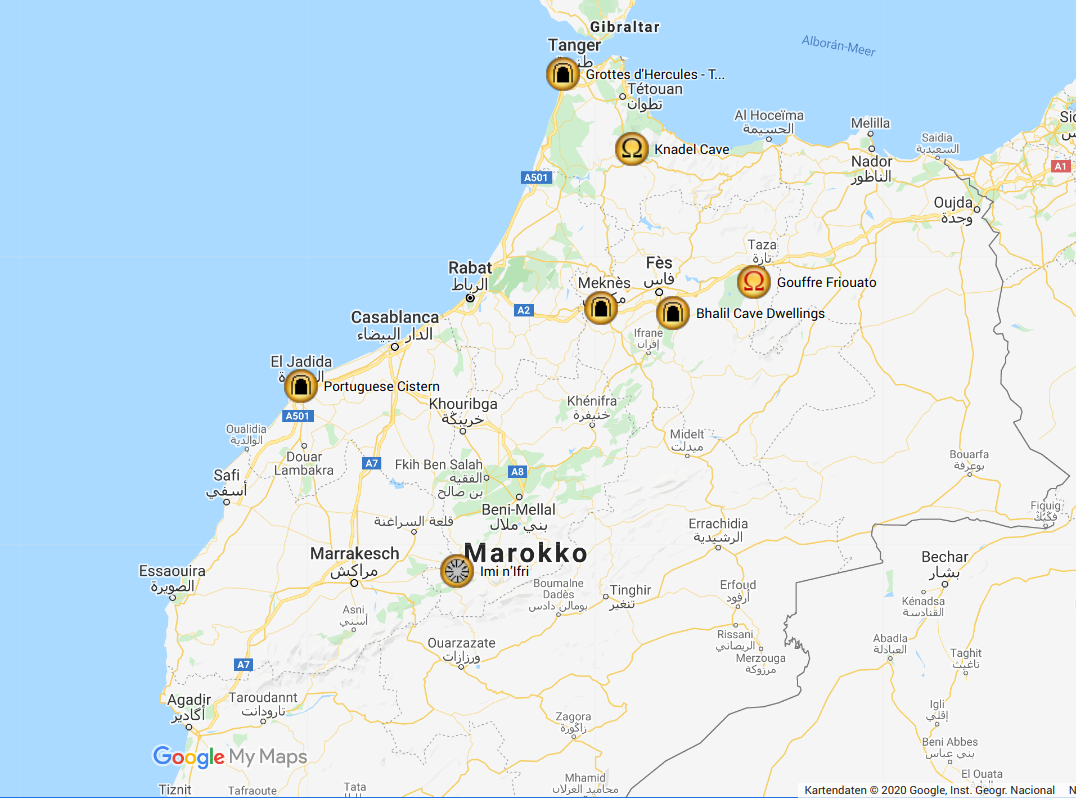 Gibraltar
Tanger
Alborán-Meer
Grottes d'Hercules - T...
Tétouan
تطوان
Al Hoceïma
الحسيمة
Melilla
Knadel Cave
Saidia
السعيدية
Nador
الناظور
A1
A501
Oujda
وجدة
Taza
تازة
Fès
فاس
Rabat
الرباط
Meknès
Gouffre Friouato
A2
Bhalil Cave Dwellings
Casablanca
الدار البيضاء
Ifrane
إفران
El Jadida
Portuguese Cistern
A501
Khouribga
خريبكة
Khénifra
خنيفرة
Oualidia
الوالدية
Midelt
ميدلت
Douar
Lambakra
A7
Fkih Ben Salah
الفقيه
بن صالح
A8
Bouarfa
بوعرفة
Safi
أسفي
Beni-Mellal
بني ملال
Figuig
قلعة السراغنة
Errachidia
الرشيدية
Marrakesch
مراكش
Marokko
Imi n'Ifri
Bechar
بشار
Essaouira
الصويرة
Boumalne
Dadès
بومالن دادس
Tinghir
تنغير
Erfoud
أرفود
Kénadsa
القنادسة
Asni
أسني
Ouarzazate
ورزازات
Rissani
الريصاني
Merzouga
مرزوكة
Abadla
العبادلة
Taghit
تاغيت
A7
Agadir
أكادير
Taroudannt
تارودانت
Zagora
زاكورة
Igli
إقلي
Beni Abbes
بني عباس
Google My Maps
Tiznit
Tafraoute
Tata
Mhamid
محاميد الغزلان
El Ouata
Kartendaten © 2020 Google, Inst. Geogr. Nacional